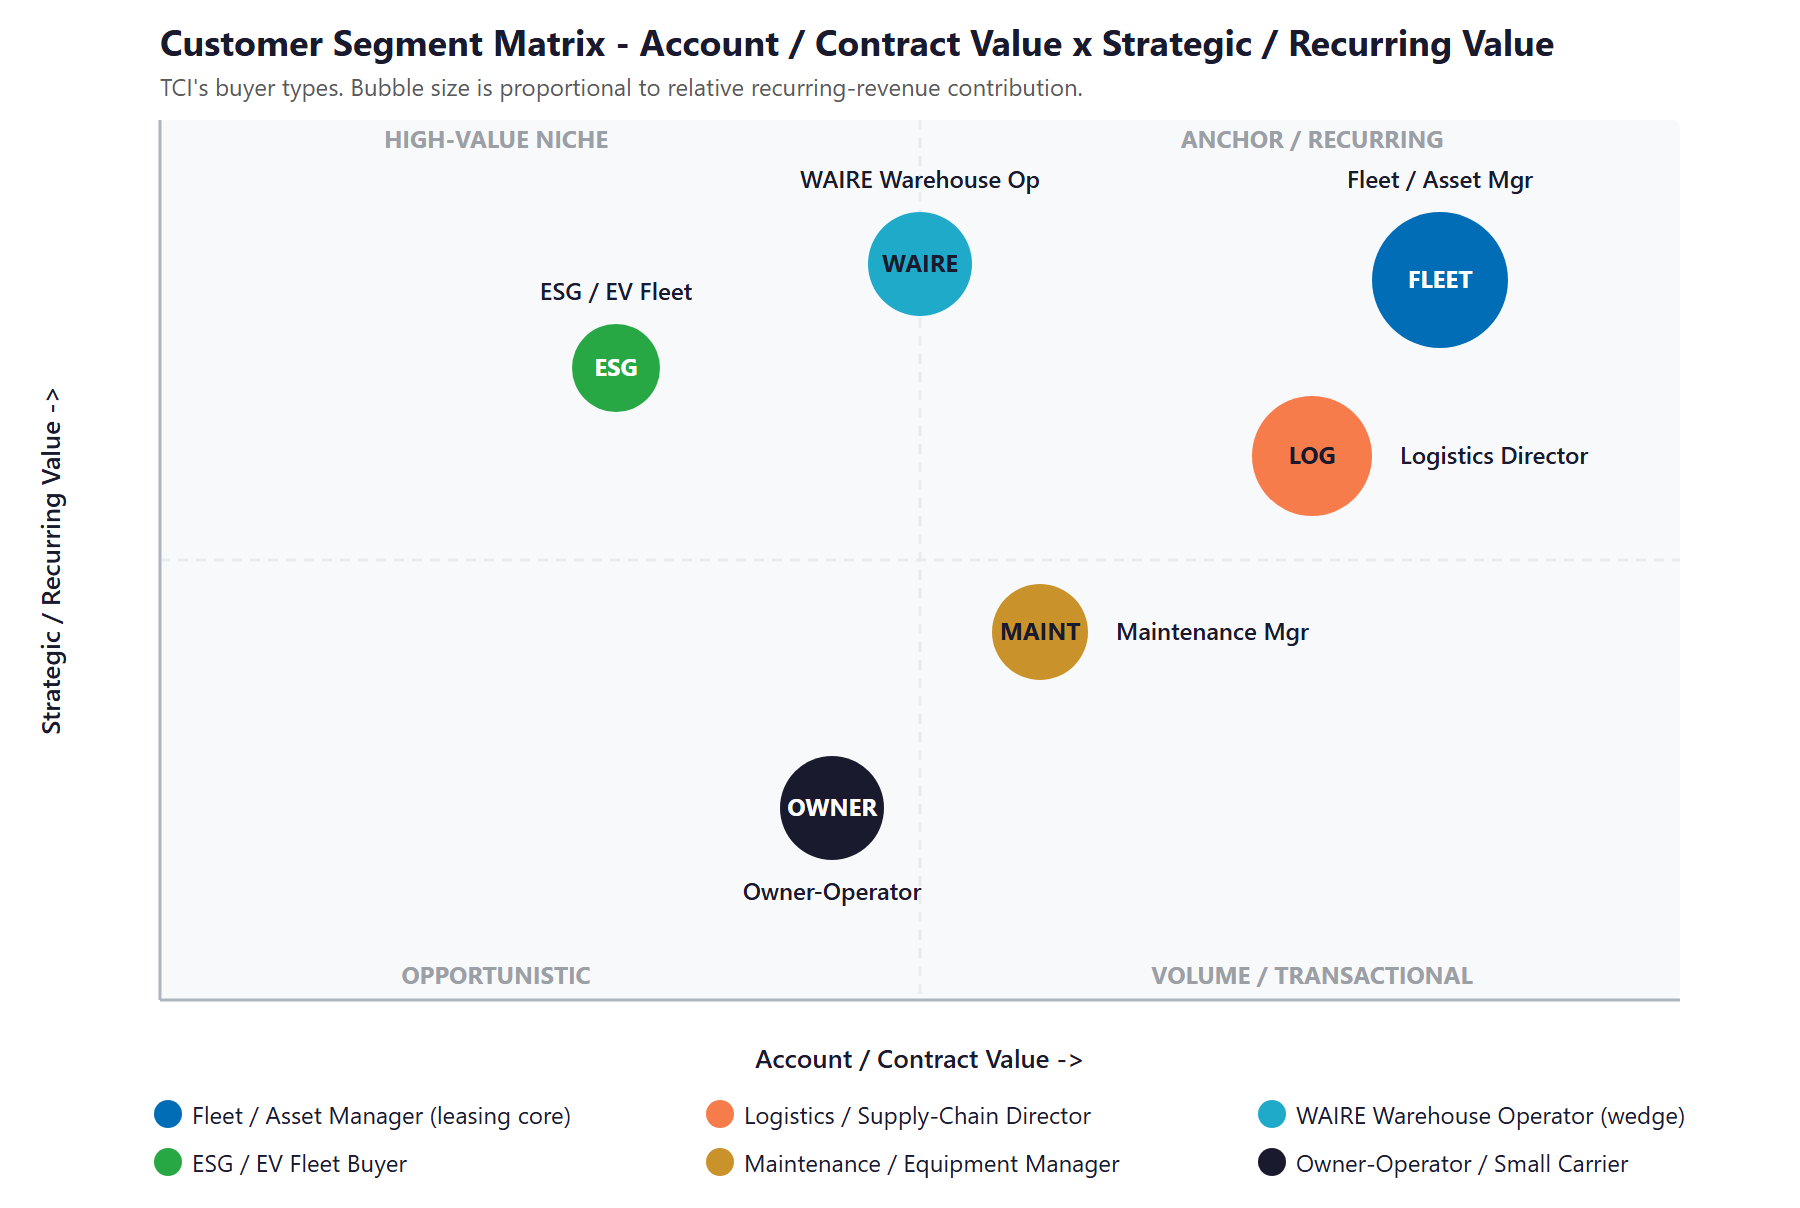 Customer Segment Matrix - Account / Contract Value x Strategic / Recurring Value
TCI's buyer types. Bubble size is proportional to relative recurring-revenue contribution.
HIGH-VALUE NICHE
ANCHOR / RECURRING
WAIRE Warehouse Op
Fleet / Asset Mgr
WAIRE
FLEET
ESG / EV Fleet
ESG
LOG
Logistics Director
Strategic / Recurring Value ->
MAINT
Maintenance Mgr
OWNER
Owner-Operator
OPPORTUNISTIC
VOLUME / TRANSACTIONAL
Account / Contract Value ->
Fleet / Asset Manager (leasing core)
Logistics / Supply-Chain Director
WAIRE Warehouse Operator (wedge)
ESG / EV Fleet Buyer
Maintenance / Equipment Manager
Owner-Operator / Small Carrier